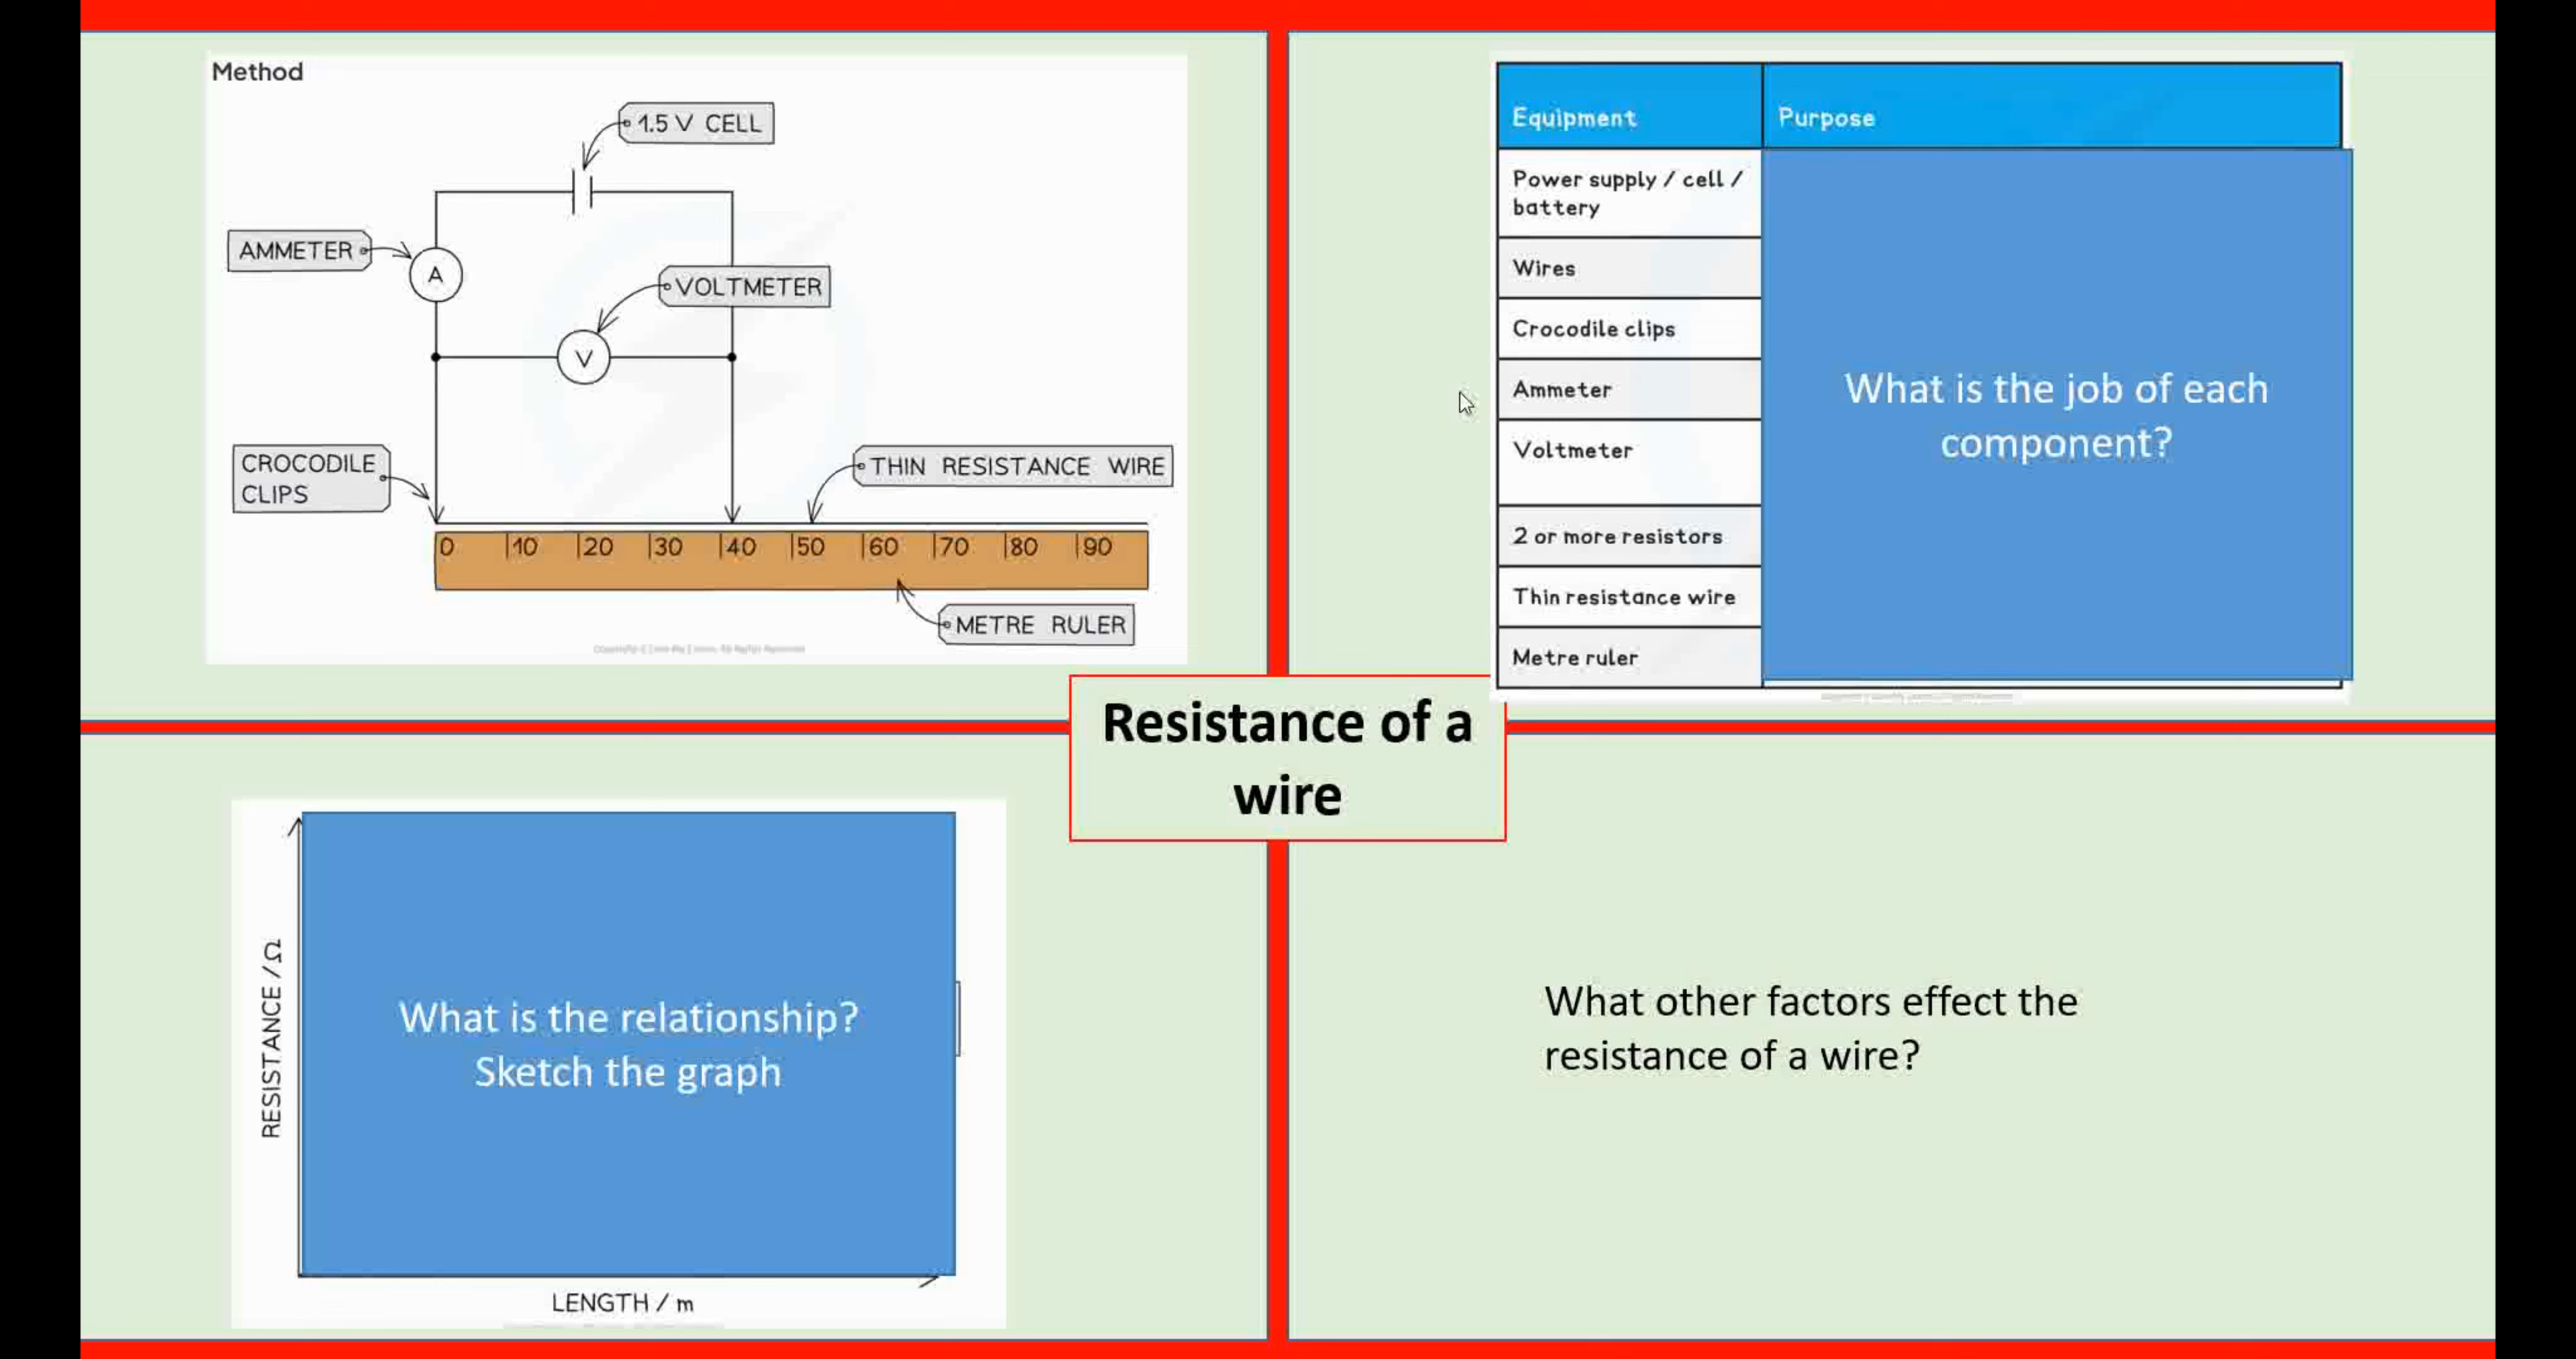 Method
1.5 V CELL
AMMETER
A
VOLTMETER
V
CROCODILE
CLIPS
THIN RESISTANCE WIRE
0 10 20 30 40 50 60 70 80 90
METRE RULER
Equipment Purpose
Power supply / cell /
battery
Wires
Crocodile clips
Ammeter
Voltmeter
2 or more resistors
Thin resistance wire
Metre ruler
What is the job of each
component?
Resistance of a
wire
RESISTANCE / Ω
What is the relationship?
Sketch the graph
LENGTH / m
What other factors effect the
resistance of a wire?